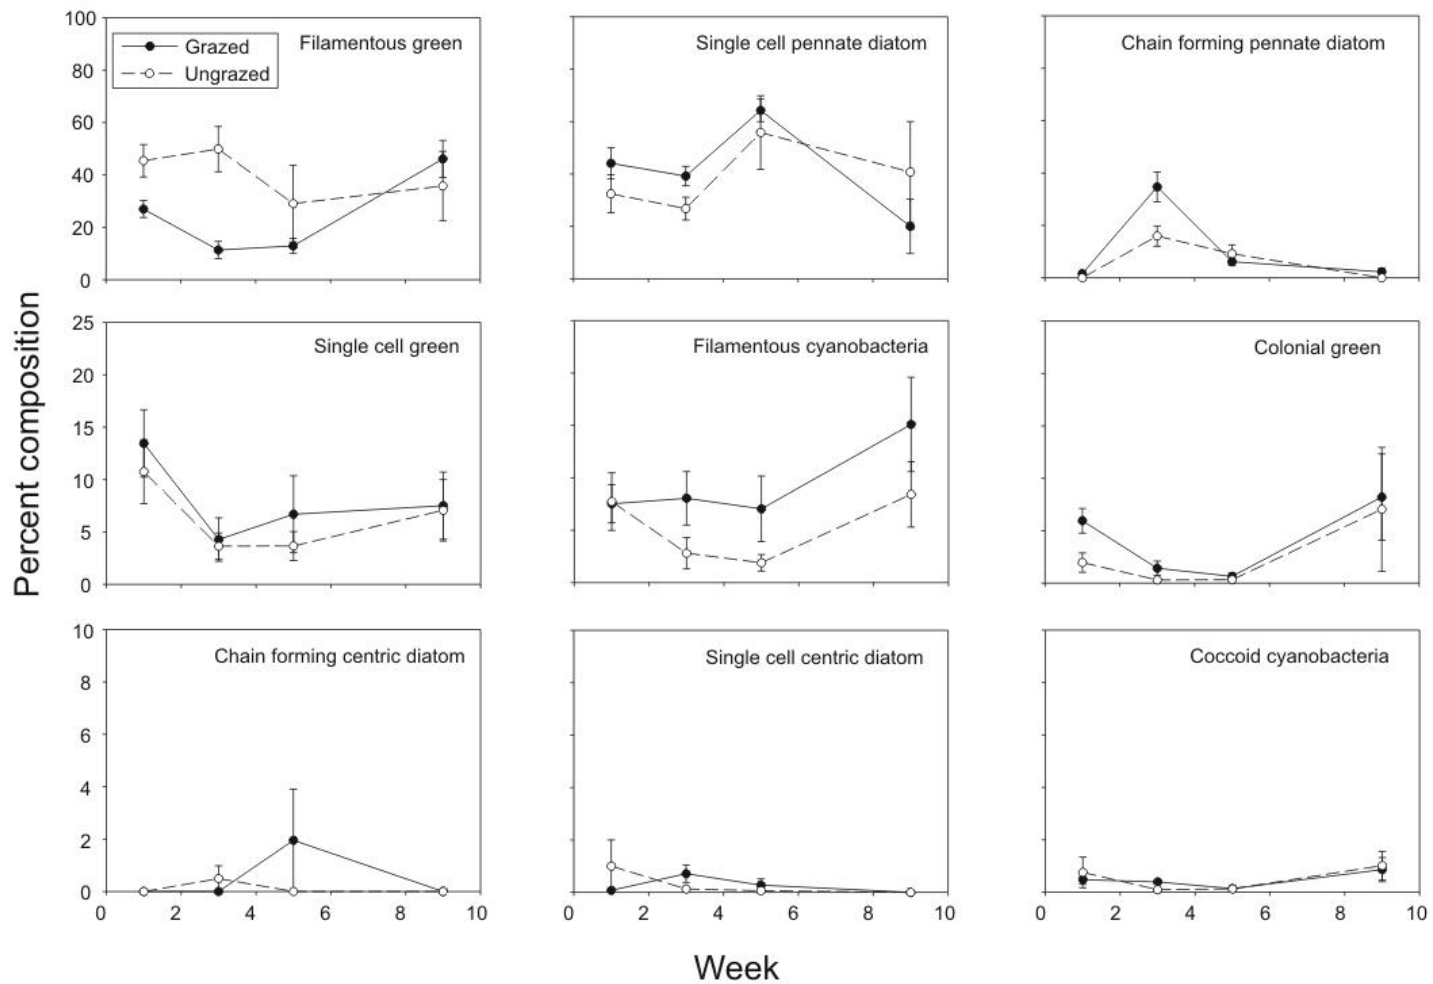 Percent composition
100
80
60
40
20
0
Grazed
Ungrazed
Filamentous green
Single cell pennate diatom
Chain forming pennate diatom
25
20
15
10
5
0
Single cell green
Filamentous cyanobacteria
Colonial green
10
8
6
4
2
0
Chain forming centric diatom
Single cell centric diatom
Coccoid cyanobacteria
0 2 4 6 8 10
0 2 4 6 8 10
0 2 4 6 8 10
Week